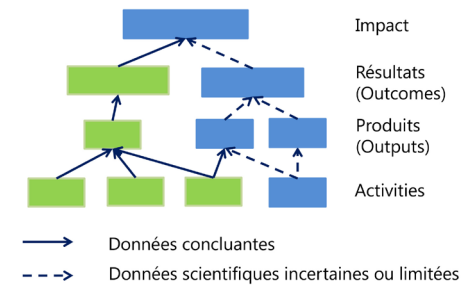 Impact
Résultats
(Outcomes)
Produits
(Outputs)
Activities
Données concluantes
Données scientifiques incertaines ou limitées